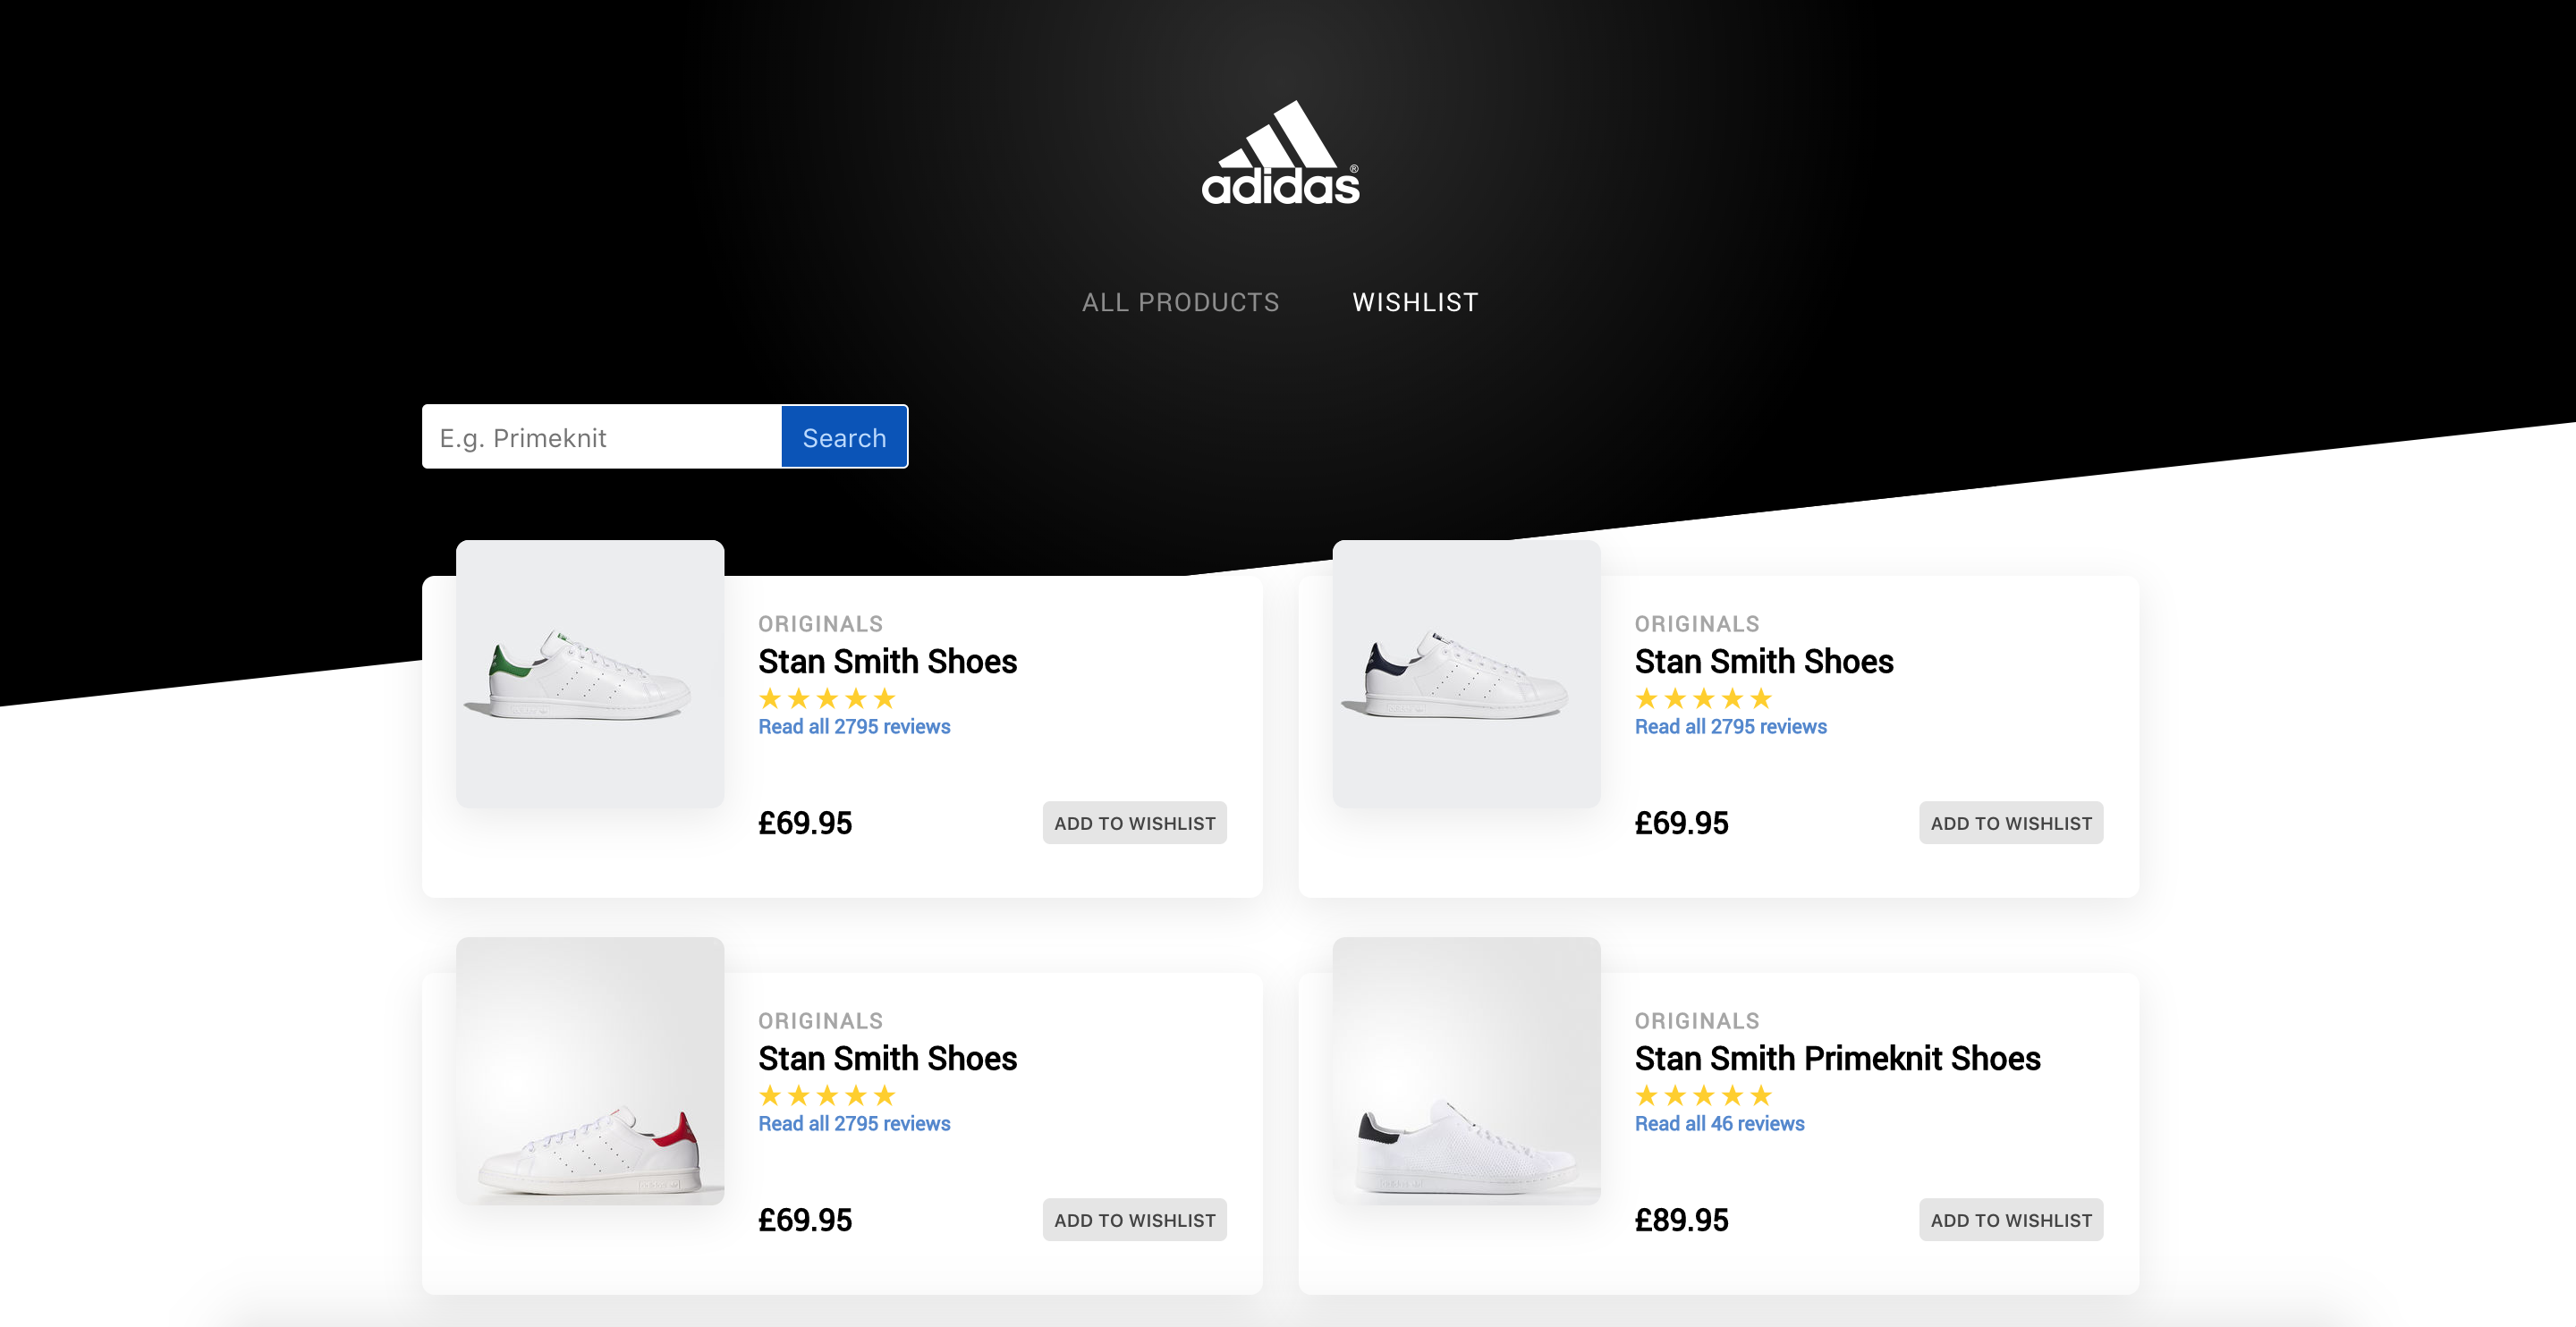 adidas®
ALL PRODUCTS
WISHLIST
E.g. Primeknit
Search
ORIGINALS
Stan Smith Shoes
★★★★★
Read all 2795 reviews
£69.95
ADD TO WISHLIST
ORIGINALS
Stan Smith Shoes
★★★★★
Read all 2795 reviews
£69.95
ADD TO WISHLIST
ORIGINALS
Stan Smith Shoes
★★★★★
Read all 2795 reviews
£69.95
ADD TO WISHLIST
ORIGINALS
Stan Smith Primeknit Shoes
★★★★★
Read all 46 reviews
£89.95
ADD TO WISHLIST